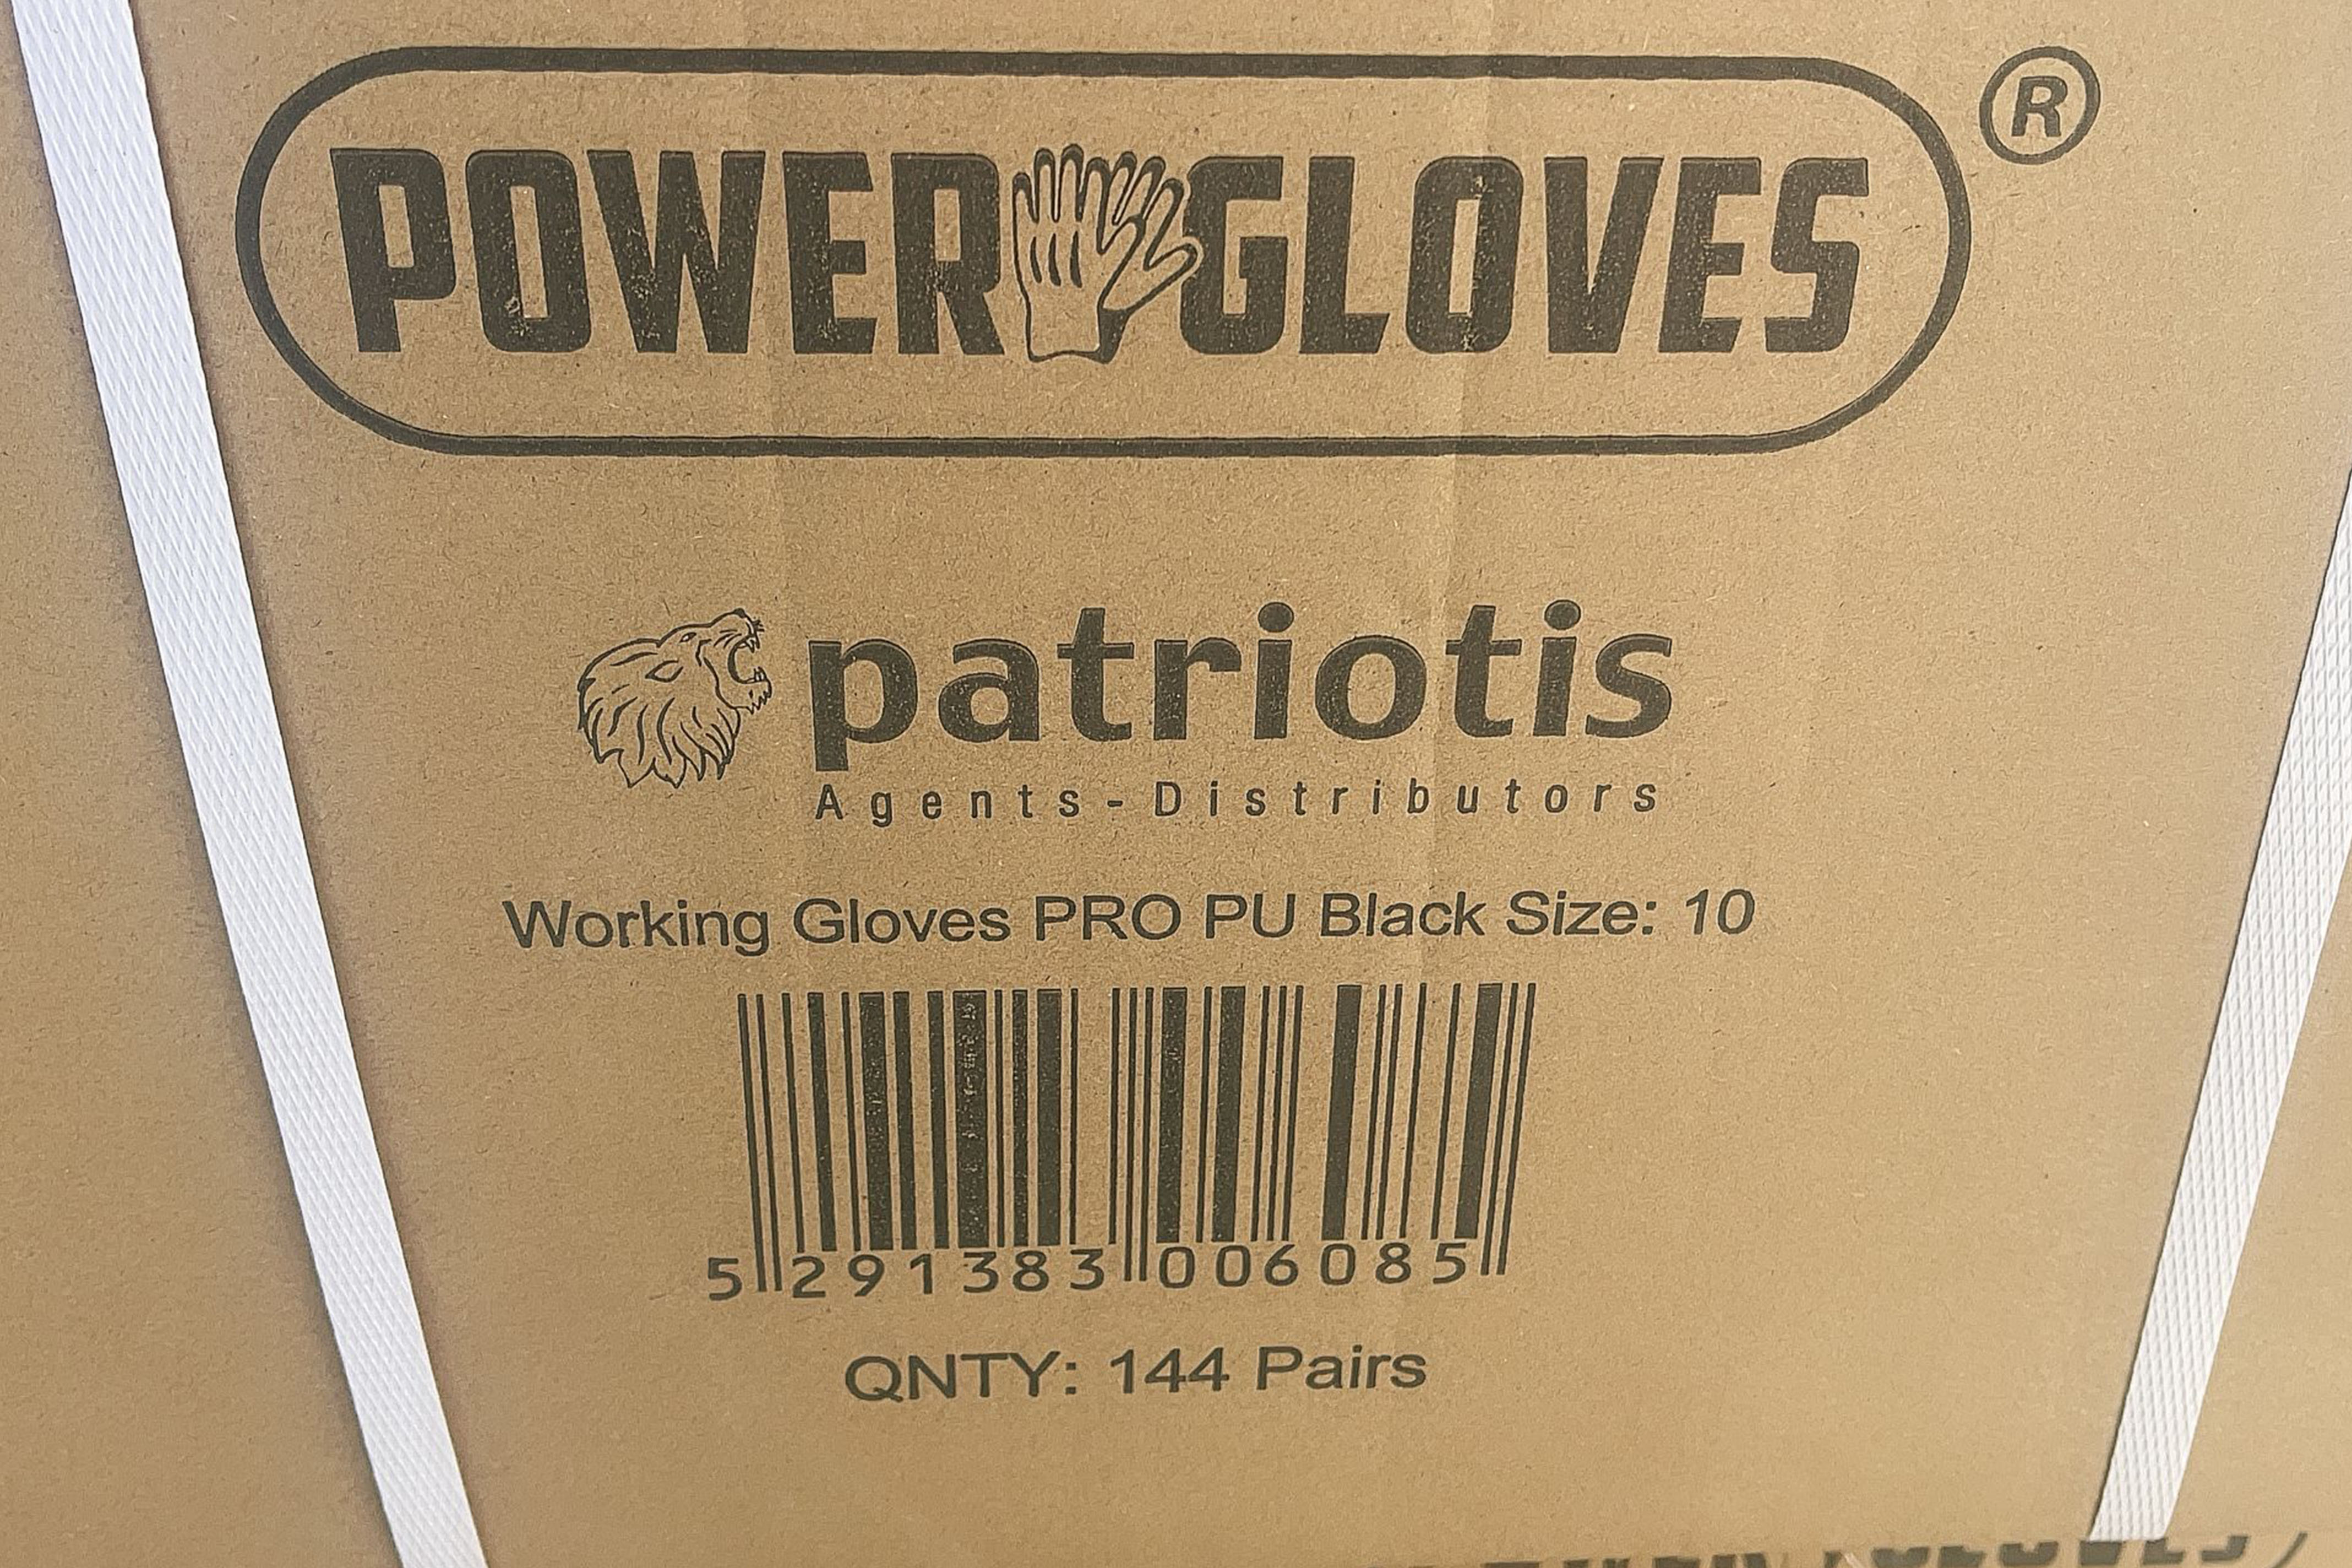 POWER GLOVES ®
patriotis
Agents-Distributors
Working Gloves PRO PU Black Size: 10
5 291383 006085
QNTY: 144 Pairs